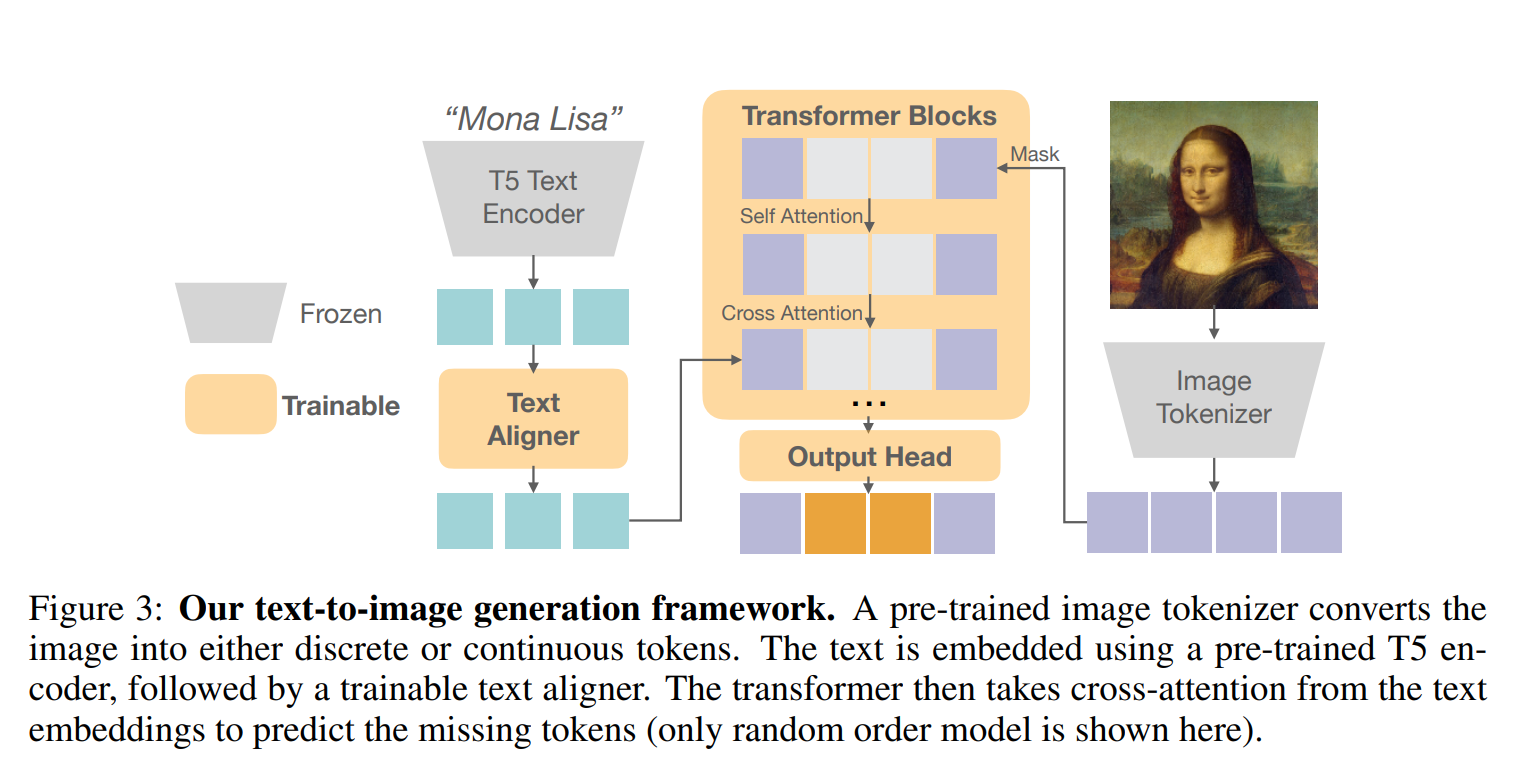 “Mona Lisa”
T5 Text
Encoder
Frozen
Trainable
Text
Aligner
Transformer Blocks
Mask
Self Attention
Cross Attention
...
Output Head
Image
Tokenizer
Figure 3: Our text-to-image generation framework. A pre-trained image tokenizer converts the
image into either discrete or continuous tokens. The text is embedded using a pre-trained T5 en-
coder, followed by a trainable text aligner. The transformer then takes cross-attention from the text
embeddings to predict the missing tokens (only random order model is shown here).